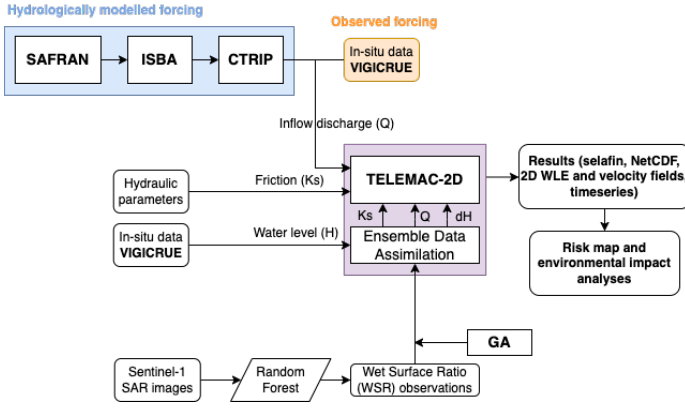 Hydrologically modelled forcing
Observed forcing
SAFRAN
ISBA
CTRIP
In-situ data
VIGICRUE
Inflow discharge (Q)
Hydraulic
parameters
Friction (Ks)
TELEMAC-2D
Results (selafin, NetCDF,
2D WLE and velocity fields,
timeseries)
Ks
Q
dH
In-situ data
VIGICRUE
Water level (H)
Ensemble Data
Assimilation
Risk map and
environmental impact
analyses
GA
Sentinel-1
SAR images
Random
Forest
Wet Surface Ratio
(WSR) observations